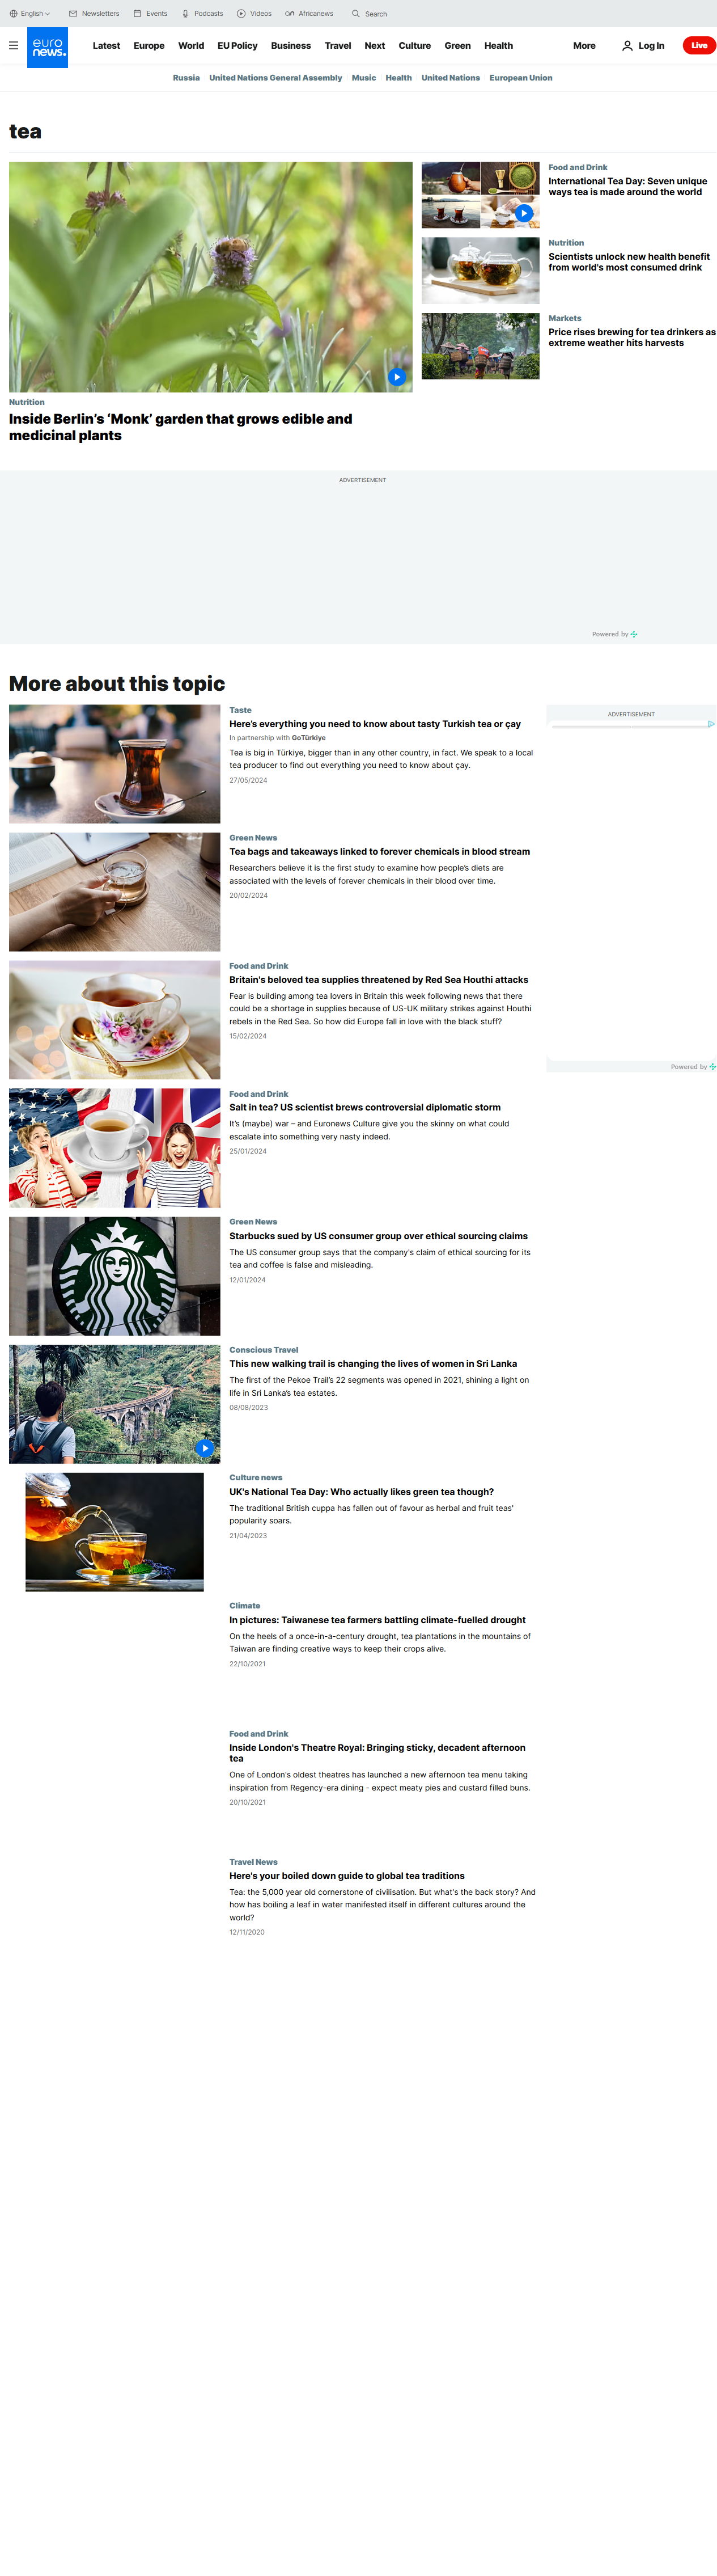 English
Newsletters
Events
Podcasts
Videos
Africanews
Search
euro
news.
Latest
Europe
World
EU Policy
Business
Travel
Next
Culture
Green
Health
More
Log In
Live
Russia
United Nations General Assembly
Music
Health
United Nations
European Union
tea
Nutrition
Inside Berlin's ‘Monk’ garden that grows edible and
medicinal plants
Food and Drink
International Tea Day: Seven unique
ways tea is made around the world
Nutrition
Scientists unlock new health benefit
from world's most consumed drink
Markets
Price rises brewing for tea drinkers as
extreme weather hits harvests
ADVERTISEMENT
Powered by
More about this topic
Taste
Here’s everything you need to know about tasty Turkish tea or çay
In partnership with GoTürkiye
Tea is big in Türkiye, bigger than in any other country, in fact. We speak to a local
tea producer to find out everything you need to know about çay.
27/05/2024
Green News
Tea bags and takeaways linked to forever chemicals in blood stream
Researchers believe it is the first study to examine how people’s diets are
associated with the levels of forever chemicals in their blood over time.
20/02/2024
Food and Drink
Britain's beloved tea supplies threatened by Red Sea Houthi attacks
Fear is building among tea lovers in Britain this week following news that there
could be a shortage in supplies because of US-UK military strikes against Houthi
rebels in the Red Sea. So how did Europe fall in love with the black stuff?
15/02/2024
Food and Drink
Salt in tea? US scientist brews controversial diplomatic storm
It’s (maybe) war – and Euronews Culture give you the skinny on what could
escalate into something very nasty indeed.
25/01/2024
Green News
Starbucks sued by US consumer group over ethical sourcing claims
The US consumer group says that the company's claim of ethical sourcing for its
tea and coffee is false and misleading.
12/01/2024
Conscious Travel
This new walking trail is changing the lives of women in Sri Lanka
The first of the Pekoe Trail’s 22 segments was opened in 2021, shining a light on
life in Sri Lanka’s tea estates.
08/08/2023
Culture news
UK's National Tea Day: Who actually likes green tea though?
The traditional British cuppa has fallen out of favour as herbal and fruit teas'
popularity soars.
21/04/2023
Climate
In pictures: Taiwanese tea farmers battling climate-fuelled drought
On the heels of a once-in-a-century drought, tea plantations in the mountains of
Taiwan are finding creative ways to keep their crops alive.
22/10/2021
Food and Drink
Inside London's Theatre Royal: Bringing sticky, decadent afternoon
tea
One of London's oldest theatres has launched a new afternoon tea menu taking
inspiration from Regency-era dining - expect meaty pies and custard filled buns.
20/10/2021
Travel News
Here's your boiled down guide to global tea traditions
Tea: the 5,000 year old cornerstone of civilisation. But what's the back story? And
how has boiling a leaf in water manifested itself in different cultures around the
world?
12/11/2020
ADVERTISEMENT
Powered by